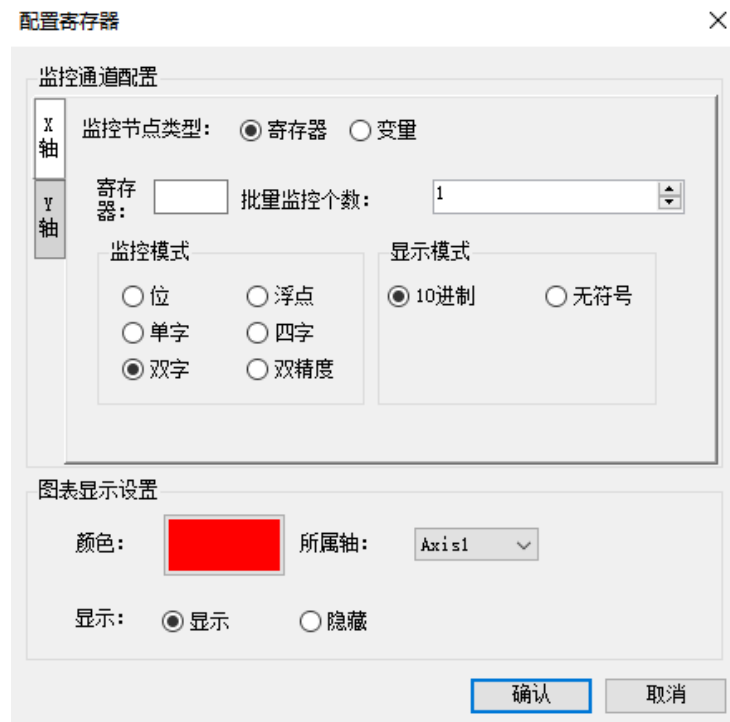 配置寄存器
监控通道配置
X
轴
Y
轴
监控节点类型: 寄存器 变量
寄存
器:
批量监控个数: 1
监控模式
位 浮点
单字 四字
双字 双精度
显示模式
10进制 无符号
图表显示设置
颜色: 所属轴: Axis1
显示: 显示 隐藏
确认 取消